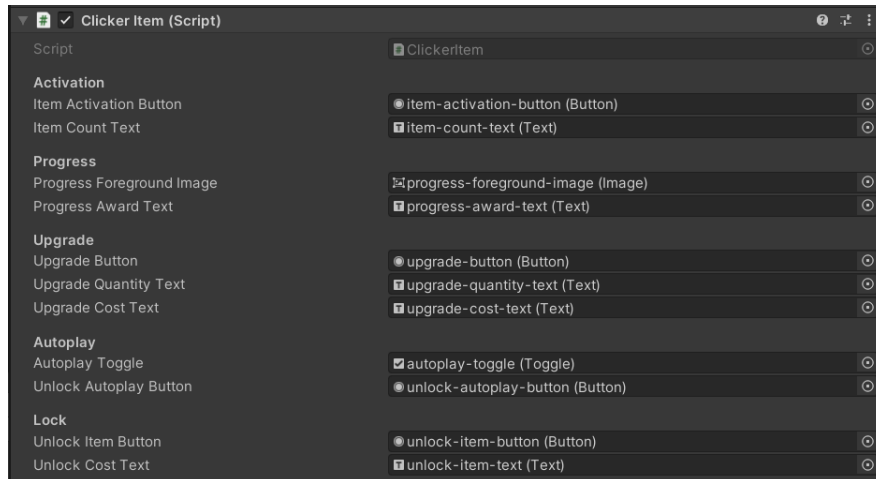 Clicker Item (Script)
Script ClickerItem
Activation
Item Activation Button item-activation-button (Button)
Item Count Text item-count-text (Text)
Progress
Progress Foreground Image progress-foreground-image (Image)
Progress Award Text progress-award-text (Text)
Upgrade
Upgrade Button upgrade-button (Button)
Upgrade Quantity Text upgrade-quantity-text (Text)
Upgrade Cost Text upgrade-cost-text (Text)
Autoplay
Autoplay Toggle autoplay-toggle (Toggle)
Unlock Autoplay Button unlock-autoplay-button (Button)
Lock
Unlock Item Button unlock-item-button (Button)
Unlock Cost Text unlock-item-text (Text)